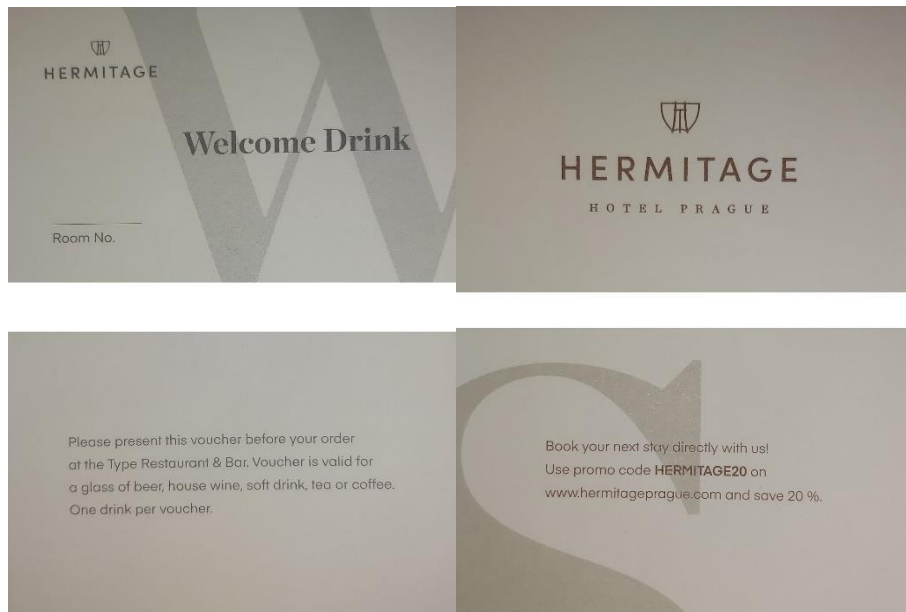 HERMITAGE
Welcome Drink
Room No.
HERMITAGE
HOTEL PRAGUE
Please present this voucher before your order
at the Type Restaurant & Bar. Voucher is valid for
a glass of beer, house wine, soft drink, tea or coffee.
One drink per voucher.
Book your next stay directly with us!
Use promo code HERMITAGE20 on
www.hermitageprague.com and save 20 %.